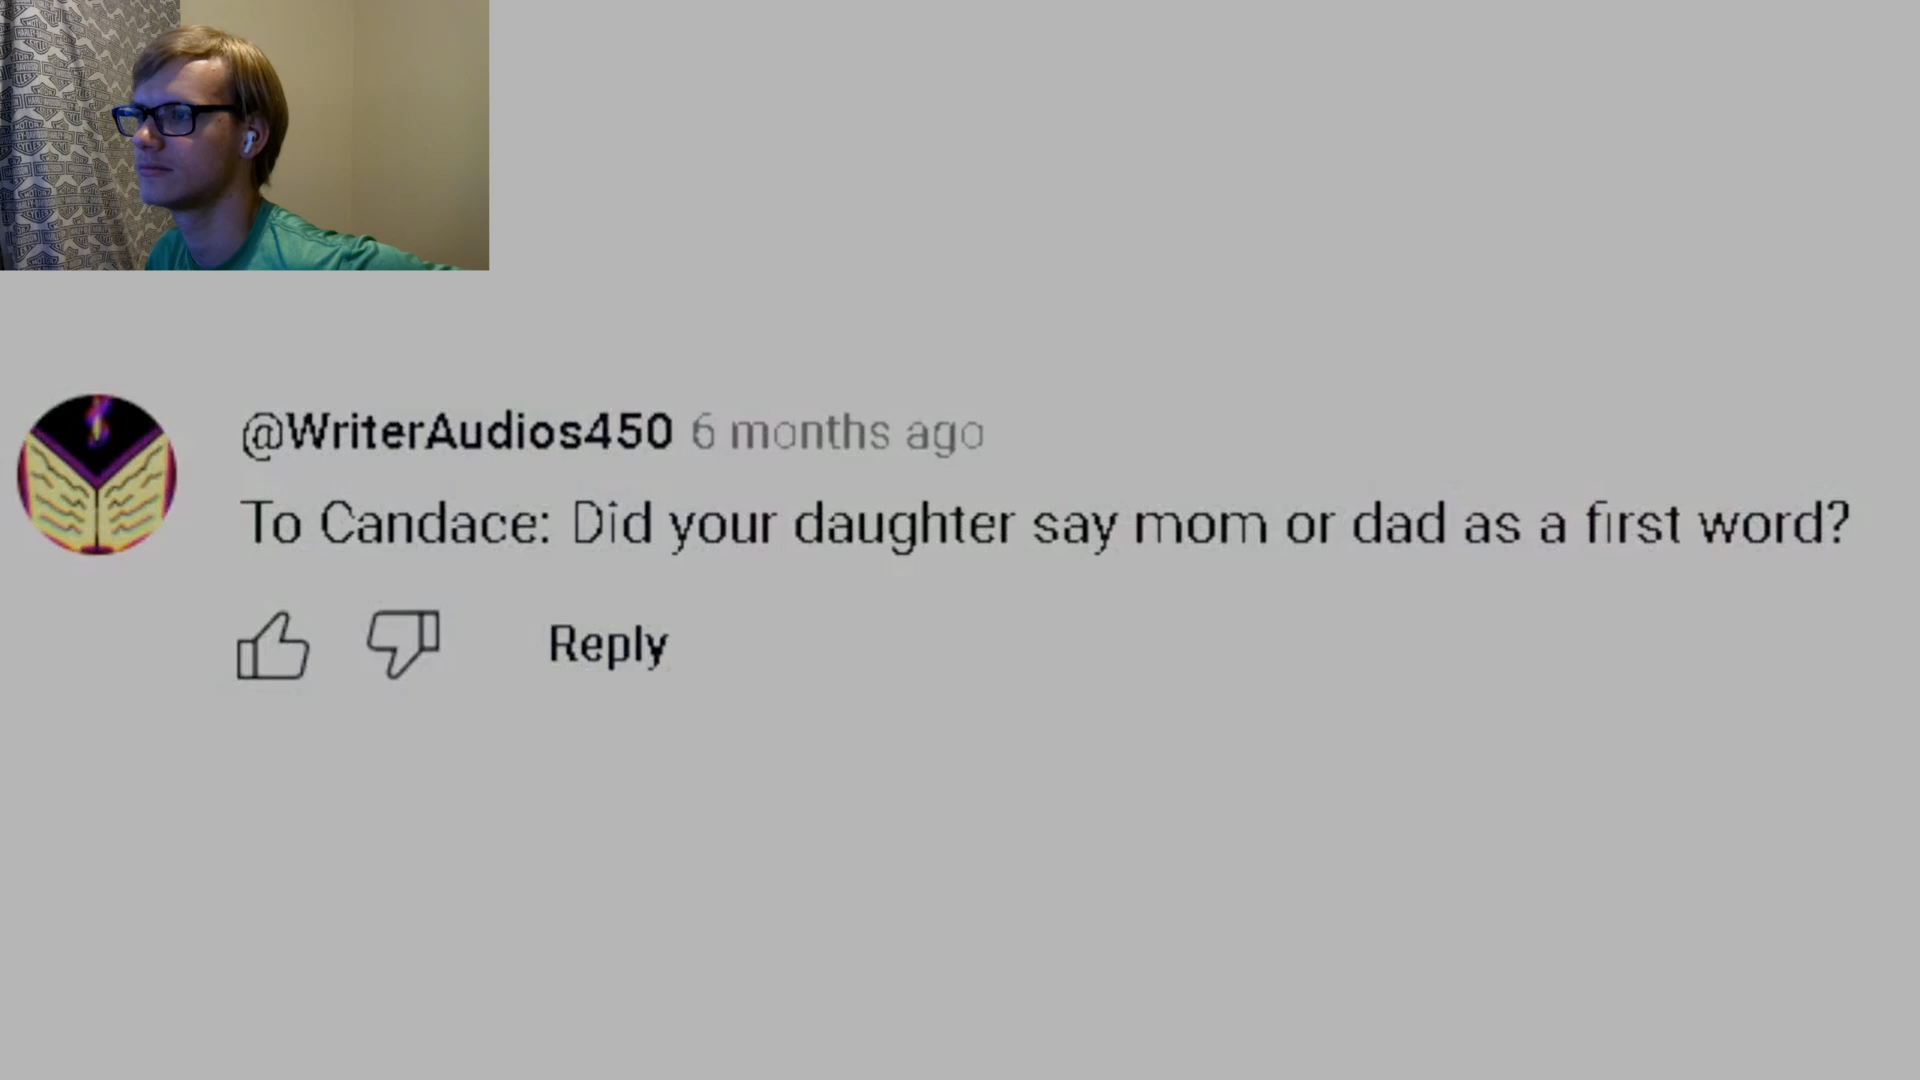 @WriterAudios450 6 months ago
To Candace: Did your daughter say mom or dad as a first word?
Reply